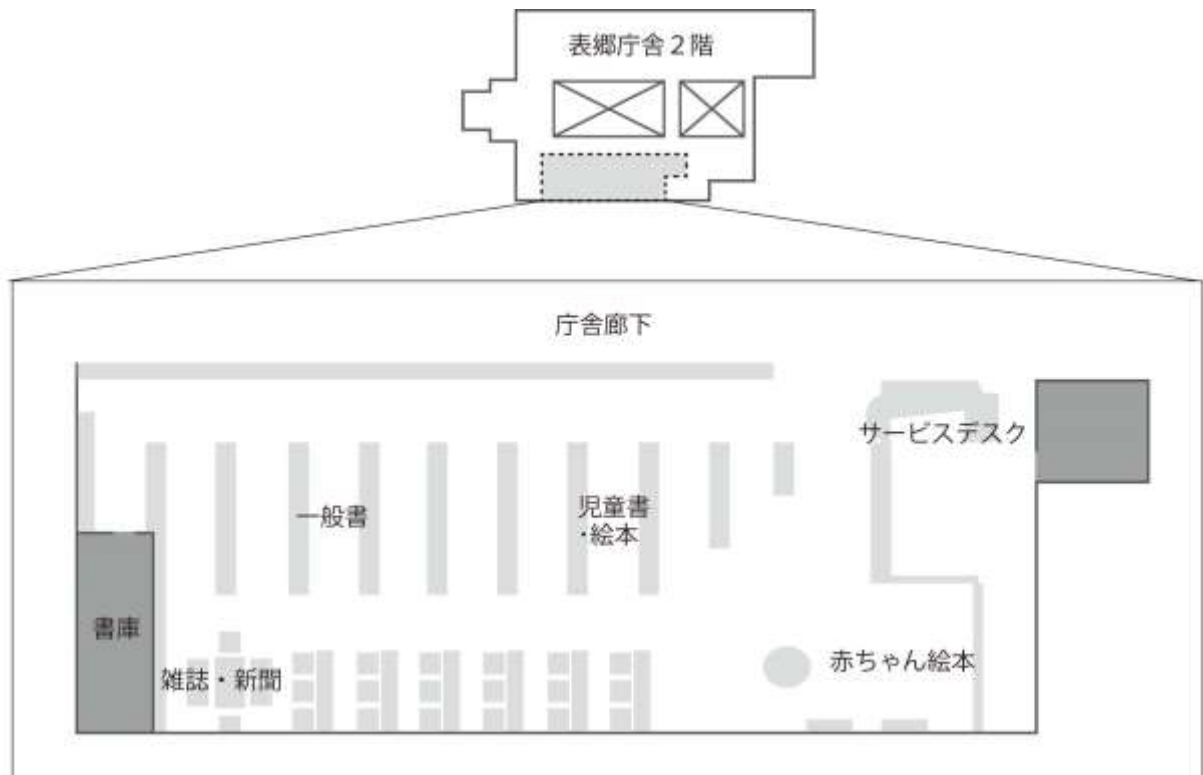 表郷庁舎２階
庁舎廊下
サービスデスク
一般書
児童書
・絵本
書庫
雑誌・新聞
赤ちゃん絵本